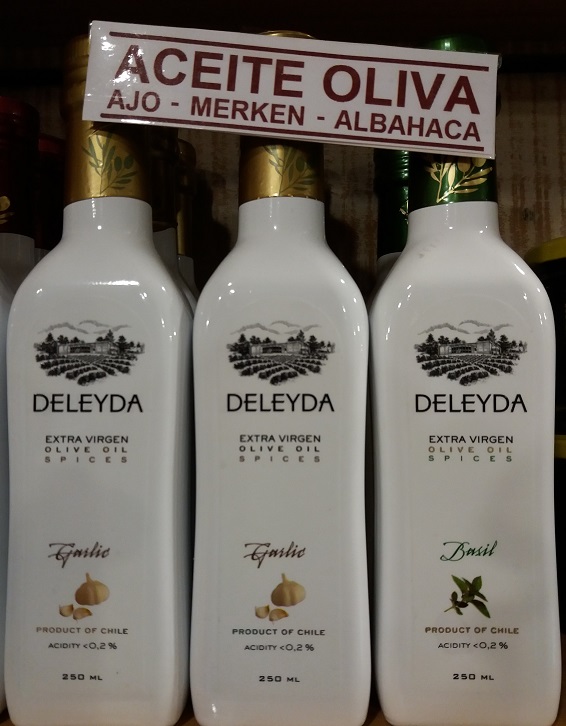 ACEITE OLIVA
AJO - MERKEN - ALBAHACA
DELEYDA
EXTRA VIRGEN
OLIVE OIL
SPICES
Garlic
PRODUCT OF CHILE
ACIDITY <0,2%
250 ML
DELEYDA
EXTRA VIRGEN
OLIVE OIL
SPICES
Garlic
PRODUCT OF CHILE
ACIDITY <0,2%
250 ML
DELEYDA
EXTRA VIRGEN
OLIVE OIL
SPICES
Basil
PRODUCT OF CHILE
ACIDITY <0,2%
250 ML